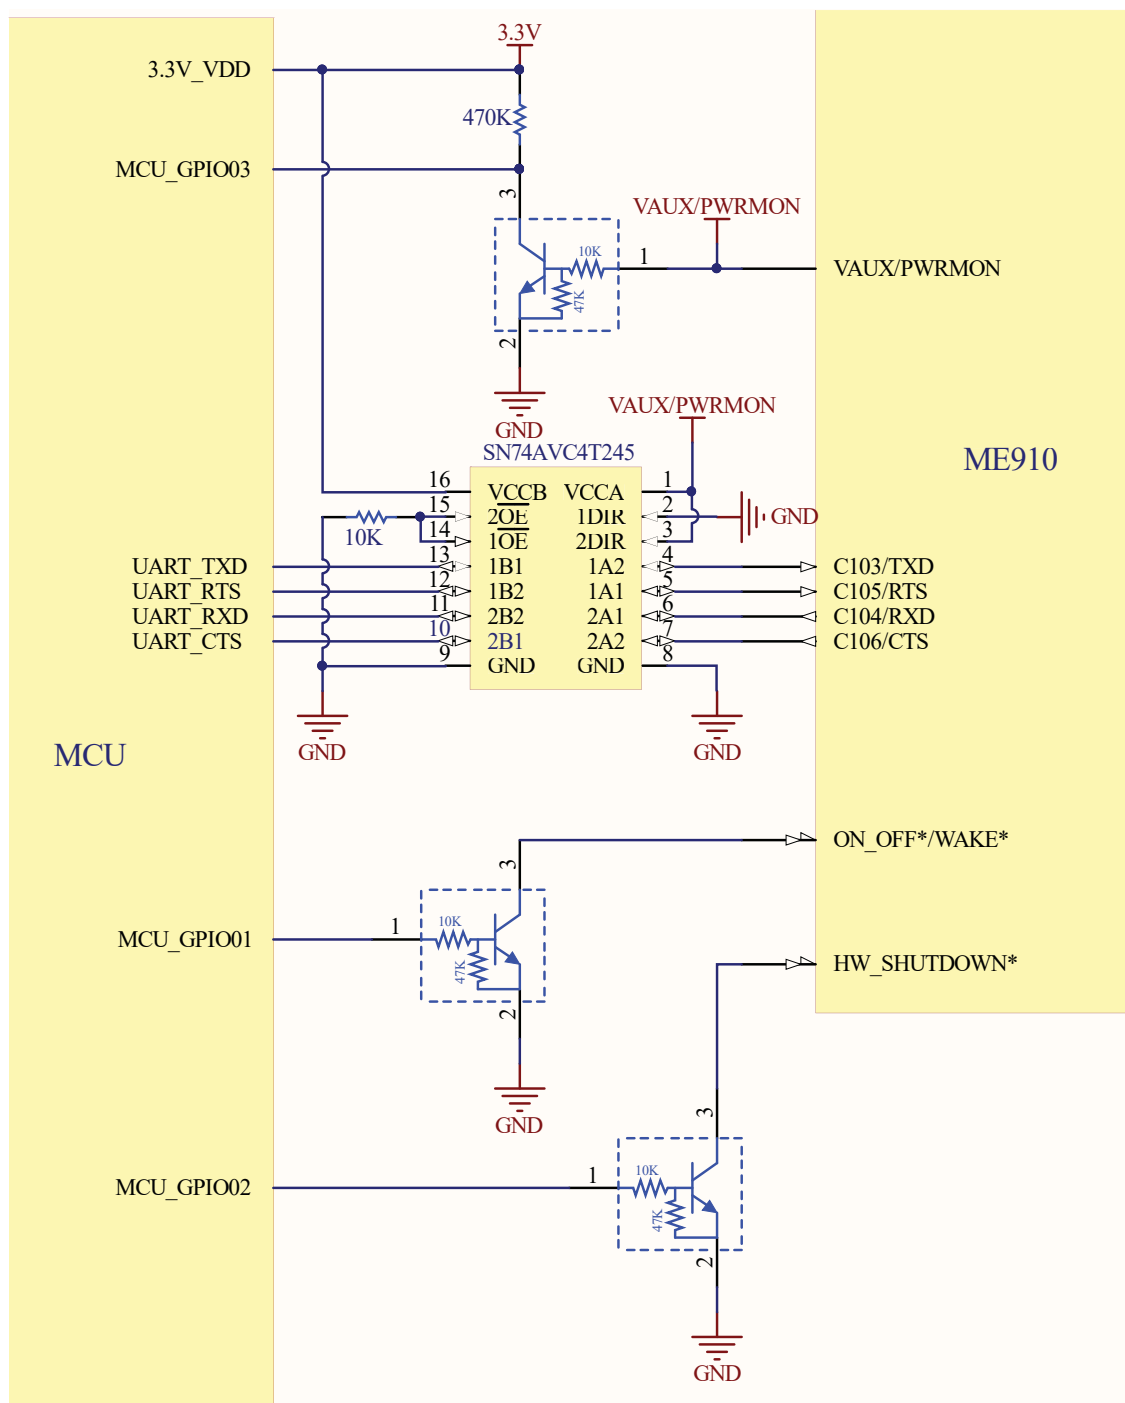 3.3V
3.3V_VDD
470K
MCU_GPIO03
3
VAUX/PWRMON
10K
1
VAUX/PWRMON
47K
2
VAUX/PWRMON
GND
SN74AVC4T245
ME910
16 VCCB VCCA 1
15 2OE 1DIR 2 GND
10K 14 1OE 2DIR 3
UART_TXD 13 1B1 1A2 4 C103/TXD
UART_RTS 12 1B2 1A1 5 C105/RTS
UART_RXD 11 2B2 2A1 6 C104/RXD
UART_CTS 10 2B1 2A2 7 C106/CTS
9 GND GND 8
GND
GND
MCU
ON_OFF*/WAKE*
3
10K
1
MCU_GPIO01
47K
HW_SHUTDOWN*
2
GND
3
10K
1
MCU_GPIO02
47K
2
GND